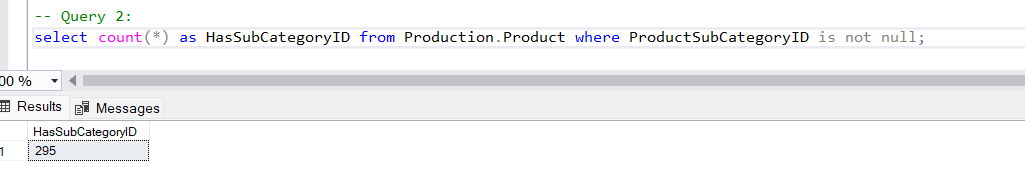 -- Query 2:
select count(*) as HasSubCategoryID from Production.Product where ProductSubCategoryID is not null;
00 %
Results Messages
HasSubCategoryID
1 295